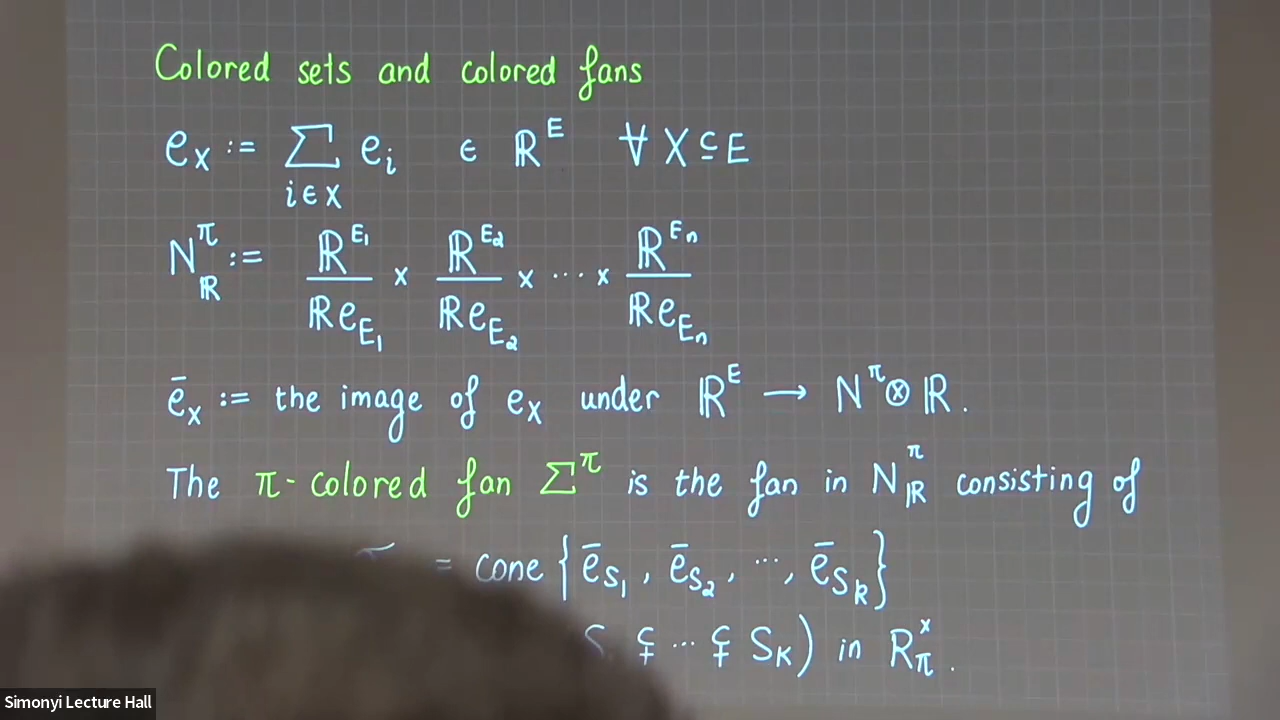 Colored sets and colored fans
e_X := ∑_{i∈X} e_i ∈ ℝ^E ∀ X ⊆ E
N^π_ℝ := ℝ^{E_1}/ℝe_{E_1} × ℝ^{E_2}/ℝe_{E_2} × ⋯ × ℝ^{E_n}/ℝe_{E_n}
ē_X := the image of e_X under ℝ^E → N^π ⊗ ℝ.
The π-colored fan Σ^π is the fan in N^π_ℝ consisting of
= cone {ē_{S_1}, ē_{S_2}, ⋯, ē_{S_k}}
⊊ ⋯ ⊊ S_k) in R^x_π.
Simonyi Lecture Hall